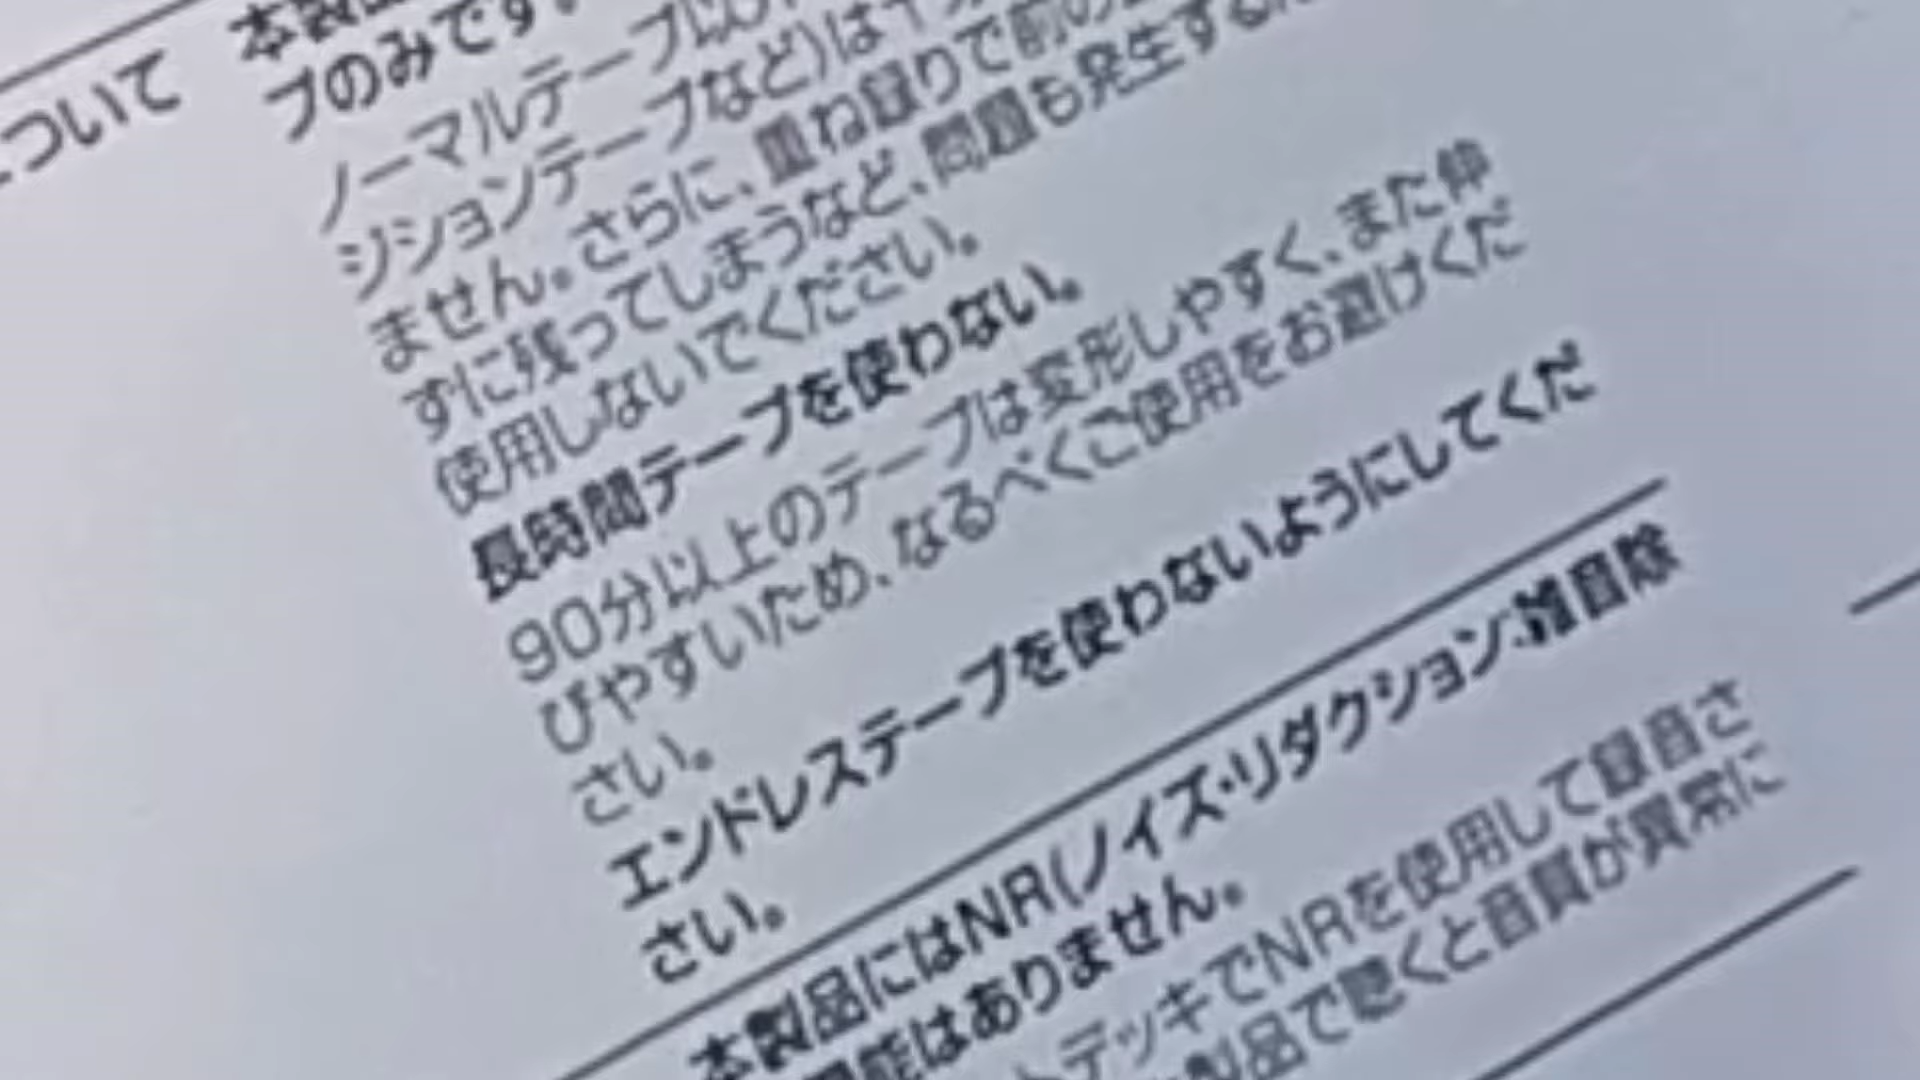 について
本製
プのみです。
ノーマルテープ以
ジションテープなど)は十分
ません。さらに、重ね録りで前の
ずに残ってしまうなど、問題も発生する
使用しないでください。
長時間テープを使わない。
90分以上のテープは変形しやすく、また伸
びやすいため、なるべくご使用をお避けくだ
さい。
エンドレステープを使わないようにしてくだ
さい。
本製品にはNR(ノイズ・リダクション:雑音除
機能はありません。
トデッキでNRを使用して録音さ
製品で聴くと音質が異常に